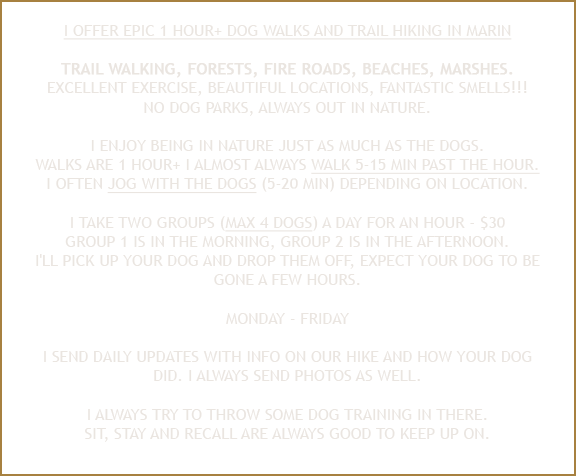 I OFFER EPIC 1 HOUR+ DOG WALKS AND TRAIL HIKING IN MARIN
TRAIL WALKING, FORESTS, FIRE ROADS, BEACHES, MARSHES.
EXCELLENT EXERCISE, BEAUTIFUL LOCATIONS, FANTASTIC SMELLS!!!
NO DOG PARKS, ALWAYS OUT IN NATURE.
I ENJOY BEING IN NATURE JUST AS MUCH AS THE DOGS.
WALKS ARE 1 HOUR+ I ALMOST ALWAYS WALK 5-15 MIN PAST THE HOUR.
I OFTEN JOG WITH THE DOGS (5-20 MIN) DEPENDING ON LOCATION.
I TAKE TWO GROUPS (MAX 4 DOGS) A DAY FOR AN HOUR - $30
GROUP 1 IS IN THE MORNING, GROUP 2 IS IN THE AFTERNOON.
I'LL PICK UP YOUR DOG AND DROP THEM OFF, EXPECT YOUR DOG TO BE
GONE A FEW HOURS.
MONDAY - FRIDAY
I SEND DAILY UPDATES WITH INFO ON OUR HIKE AND HOW YOUR DOG
DID. I ALWAYS SEND PHOTOS AS WELL.
I ALWAYS TRY TO THROW SOME DOG TRAINING IN THERE.
SIT, STAY AND RECALL ARE ALWAYS GOOD TO KEEP UP ON.